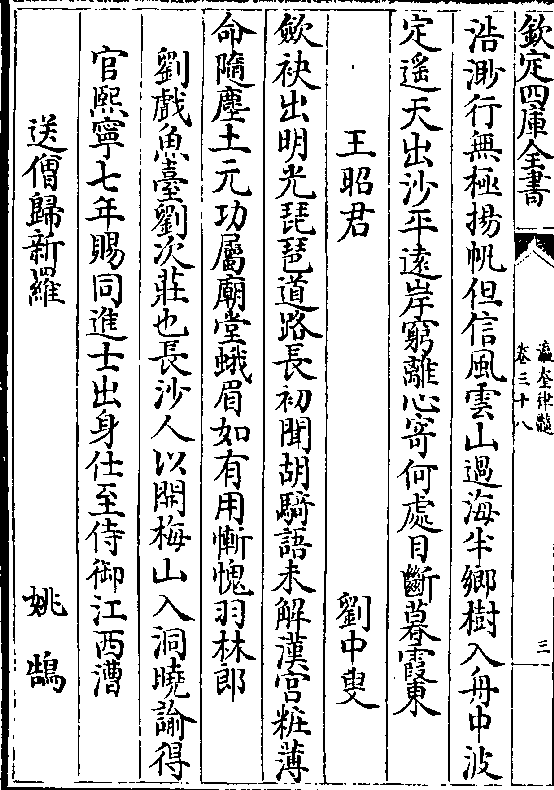 欽定四庫全書
瀛奎律髓
卷三十八
三
浩渺行無極揚帆但信風雲山過海半鄉樹入舟中波
定遥天出沙平遠岸窮離心寄何處目斷暮霞東
王昭君 劉中叟
斂袂出明光琵琶道路長初聞胡騎語未解漢宫粧薄
命隨塵土元功屬廟堂蛾眉如有用慚愧羽林郎
劉戲魚臺劉次莊也長沙人以開梅山入洞曉諭得
官熙寧七年賜同進士出身仕至侍御江西漕
送僧歸新羅 姚鵠